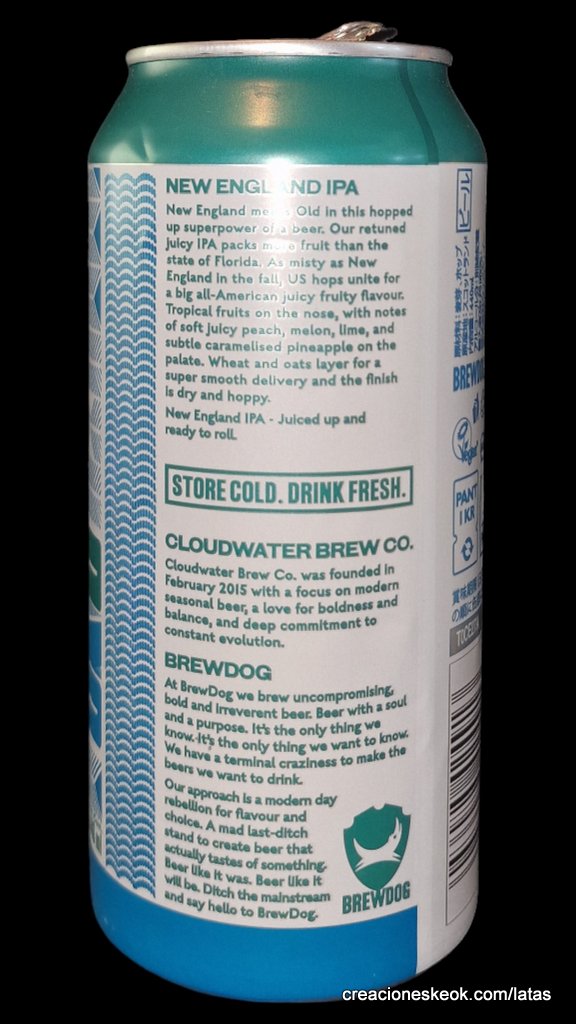 NEW ENGLAND IPA
New England meets Old in this hopped
up superpower of a beer. Our retuned
juicy IPA packs more fruit than the
state of Florida. As misty as New
England in the fall, US hops unite for
a big all-American juicy fruity flavour.
Tropical fruits on the nose, with notes
of soft juicy peach, melon, lime, and
subtle caramelised pineapple on the
palate. Wheat and oats layer for a
super smooth delivery and the finish
is dry and hoppy.
New England IPA - Juiced up and
ready to roll.
STORE COLD. DRINK FRESH.
CLOUDWATER BREW CO.
Cloudwater Brew Co. was founded in
February 2015 with a focus on modern
seasonal beer, a love for boldness and
balance, and deep commitment to
constant evolution.
BREWDOG
At BrewDog we brew uncompromising,
bold and irreverent beer. Beer with a soul
and a purpose. It's the only thing we
know. It's the only thing we want to know.
We have a terminal craziness to make the
beers we want to drink.
Our approach is a modern day
rebellion for flavour and
choice. A mad last-ditch
stand to create beer that
actually tastes of something.
Beer like it was. Beer like it
will be. Ditch the mainstream
and say hello to BrewDog.
BREWDOG
ビール
PANT
1 KR
creacioneskeok.com/latas